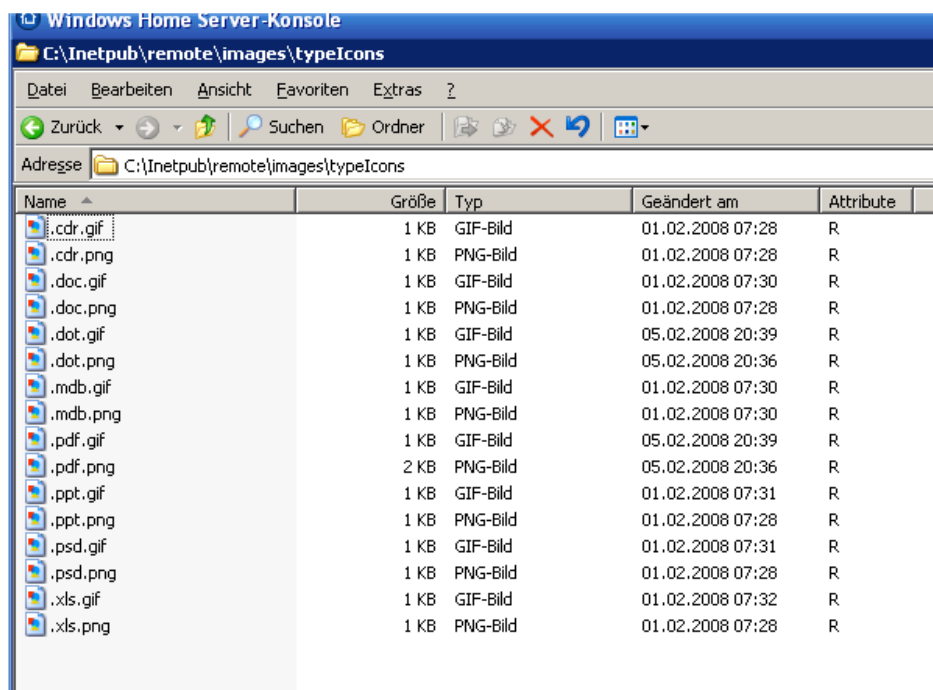 Windows Home Server-Konsole
C:\Inetpub\remote\images\typeIcons
Datei Bearbeiten Ansicht Favoriten Extras ?
Zurück Suchen Ordner
Adresse C:\Inetpub\remote\images\typeIcons
Name Größe Typ Geändert am Attribute
.cdr.gif 1 KB GIF-Bild 01.02.2008 07:28 R
.cdr.png 1 KB PNG-Bild 01.02.2008 07:28 R
.doc.gif 1 KB GIF-Bild 01.02.2008 07:30 R
.doc.png 1 KB PNG-Bild 01.02.2008 07:28 R
.dot.gif 1 KB GIF-Bild 05.02.2008 20:39 R
.dot.png 1 KB PNG-Bild 05.02.2008 20:36 R
.mdb.gif 1 KB GIF-Bild 01.02.2008 07:30 R
.mdb.png 1 KB PNG-Bild 01.02.2008 07:30 R
.pdf.gif 1 KB GIF-Bild 05.02.2008 20:39 R
.pdf.png 2 KB PNG-Bild 05.02.2008 20:36 R
.ppt.gif 1 KB GIF-Bild 01.02.2008 07:31 R
.ppt.png 1 KB PNG-Bild 01.02.2008 07:28 R
.psd.gif 1 KB GIF-Bild 01.02.2008 07:31 R
.psd.png 1 KB PNG-Bild 01.02.2008 07:28 R
.xls.gif 1 KB GIF-Bild 01.02.2008 07:32 R
.xls.png 1 KB PNG-Bild 01.02.2008 07:28 R